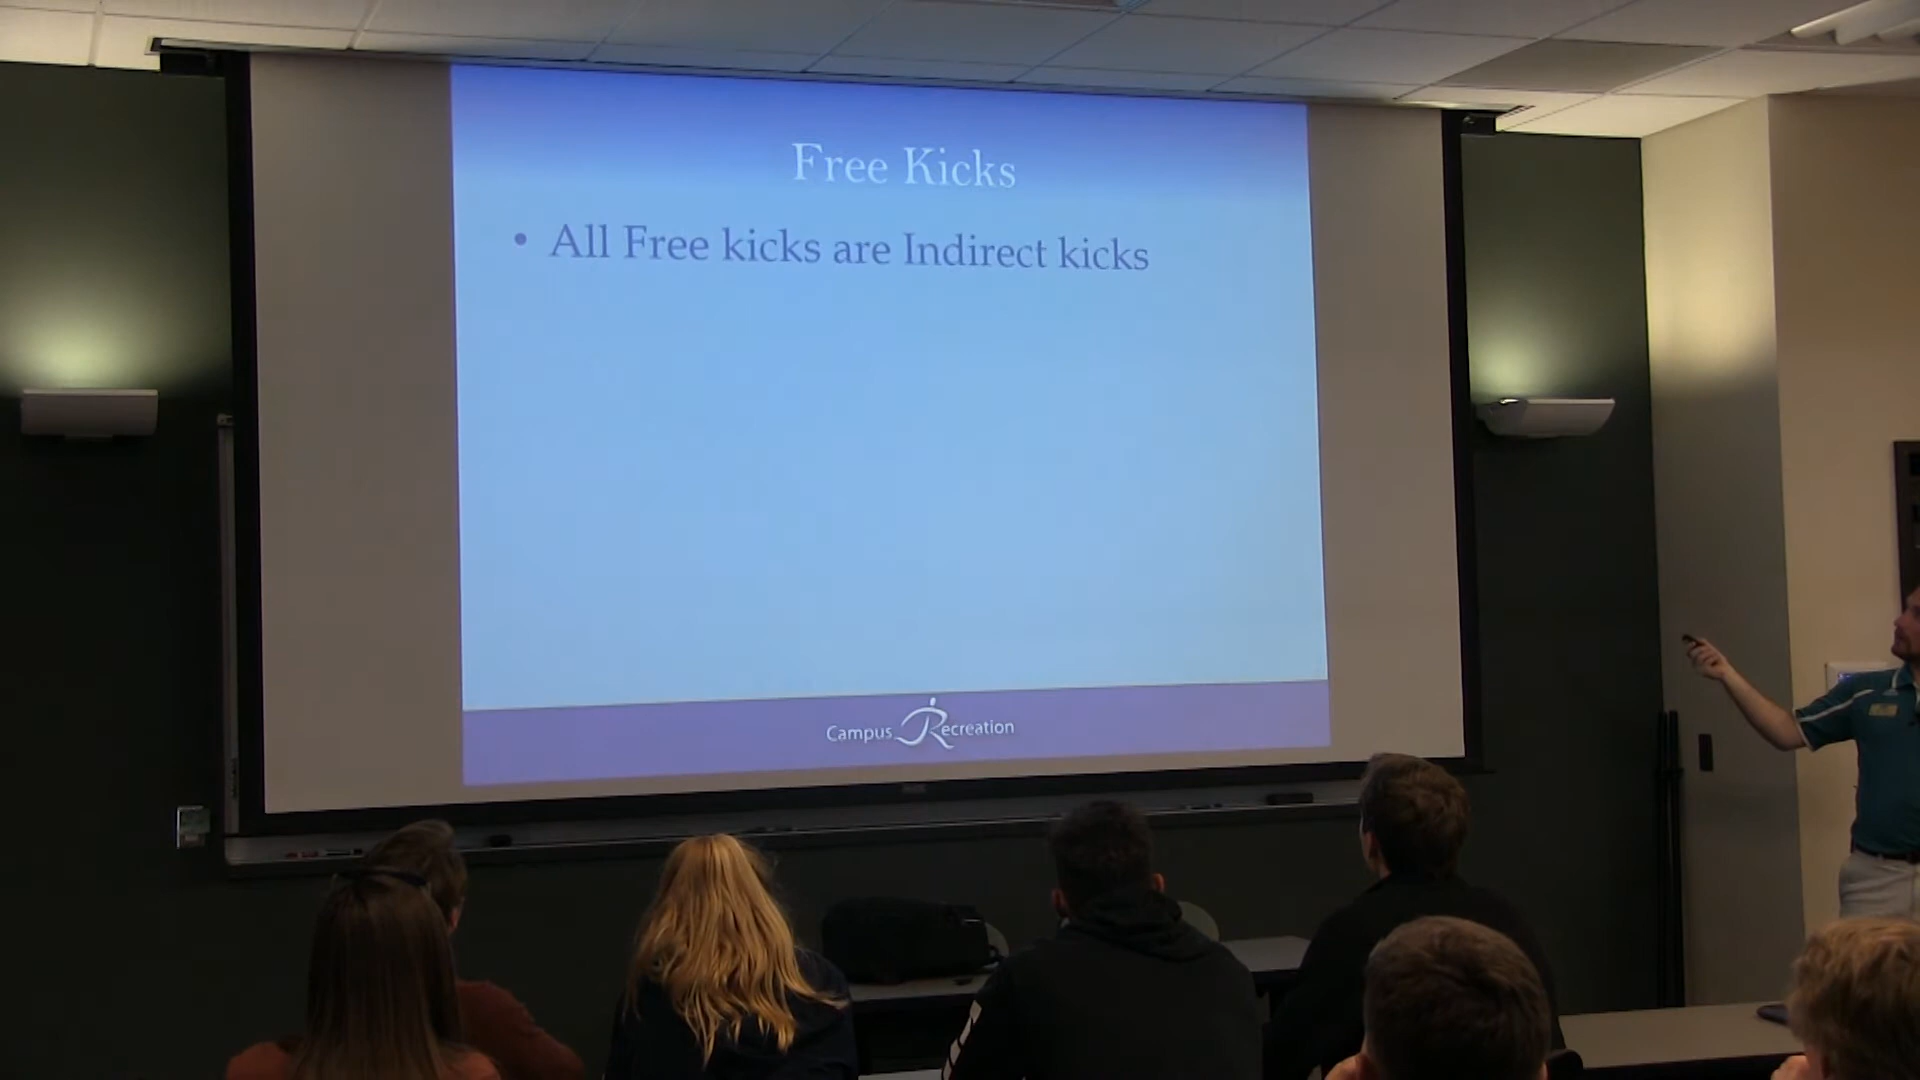 Free Kicks
• All Free kicks are Indirect kicks
Campus Recreation